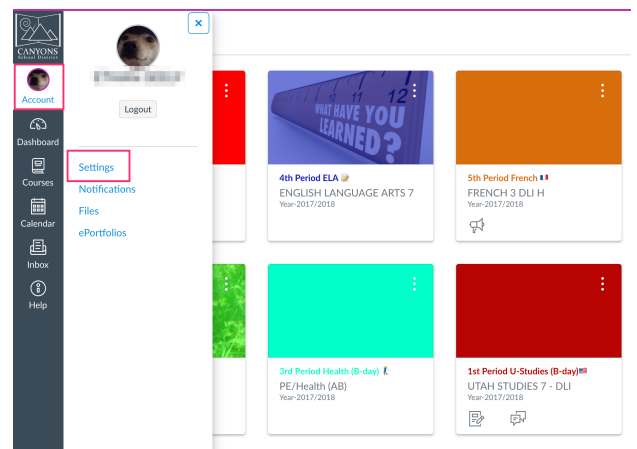 CANYONS
School District
Account
Dashboard
Courses
Calendar
Inbox
Help
×
Logout
Settings
Notifications
Files
ePortfolios
10 11 12
WHAT HAVE YOU
LEARNED?
4th Period ELA
ENGLISH LANGUAGE ARTS 7
Year-2017/2018
5th Period French
FRENCH 3 DLI H
Year-2017/2018
3rd Period Health (B-day)
PE/Health (AB)
Year-2017/2018
1st Period U-Studies (B-day)
UTAH STUDIES 7 - DLI
Year-2017/2018